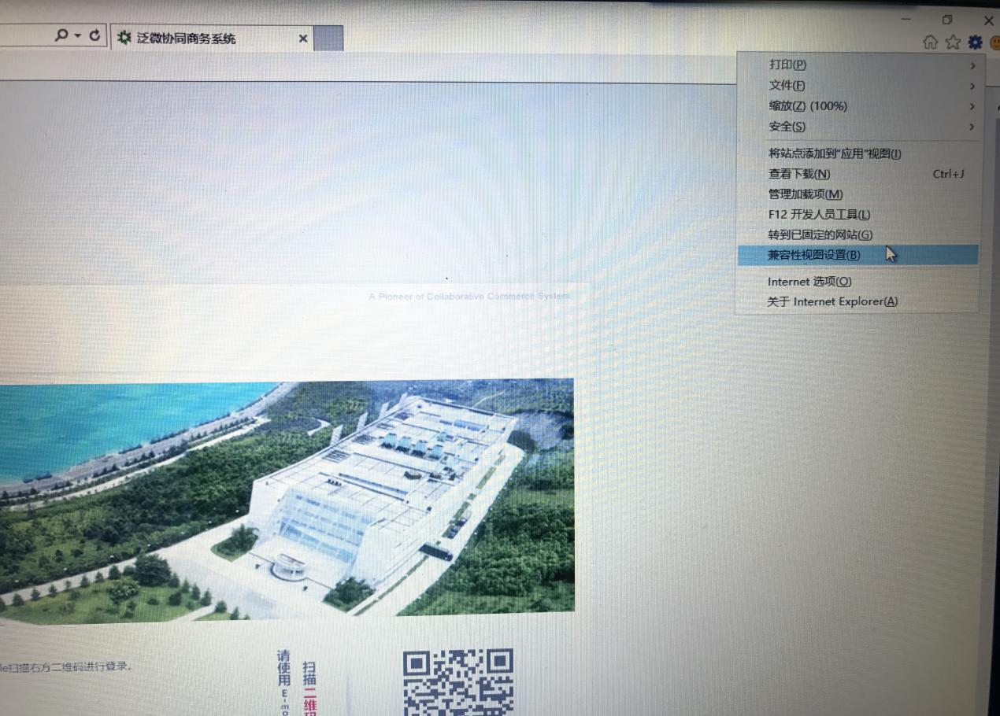 泛微协同商务系统
打印(P)
文件(F)
缩放(Z) (100%)
安全(S)
将站点添加到“应用”视图(I)
查看下载(N) Ctrl+J
管理加载项(M)
F12 开发人员工具(L)
转到已固定的网站(G)
兼容性视图设置(B)
Internet 选项(O)
关于 Internet Explorer(A)
A Pioneer of Collaborative Commerce System
le扫描右方二维码进行登录。
请使用 E-mo
扫描二维码